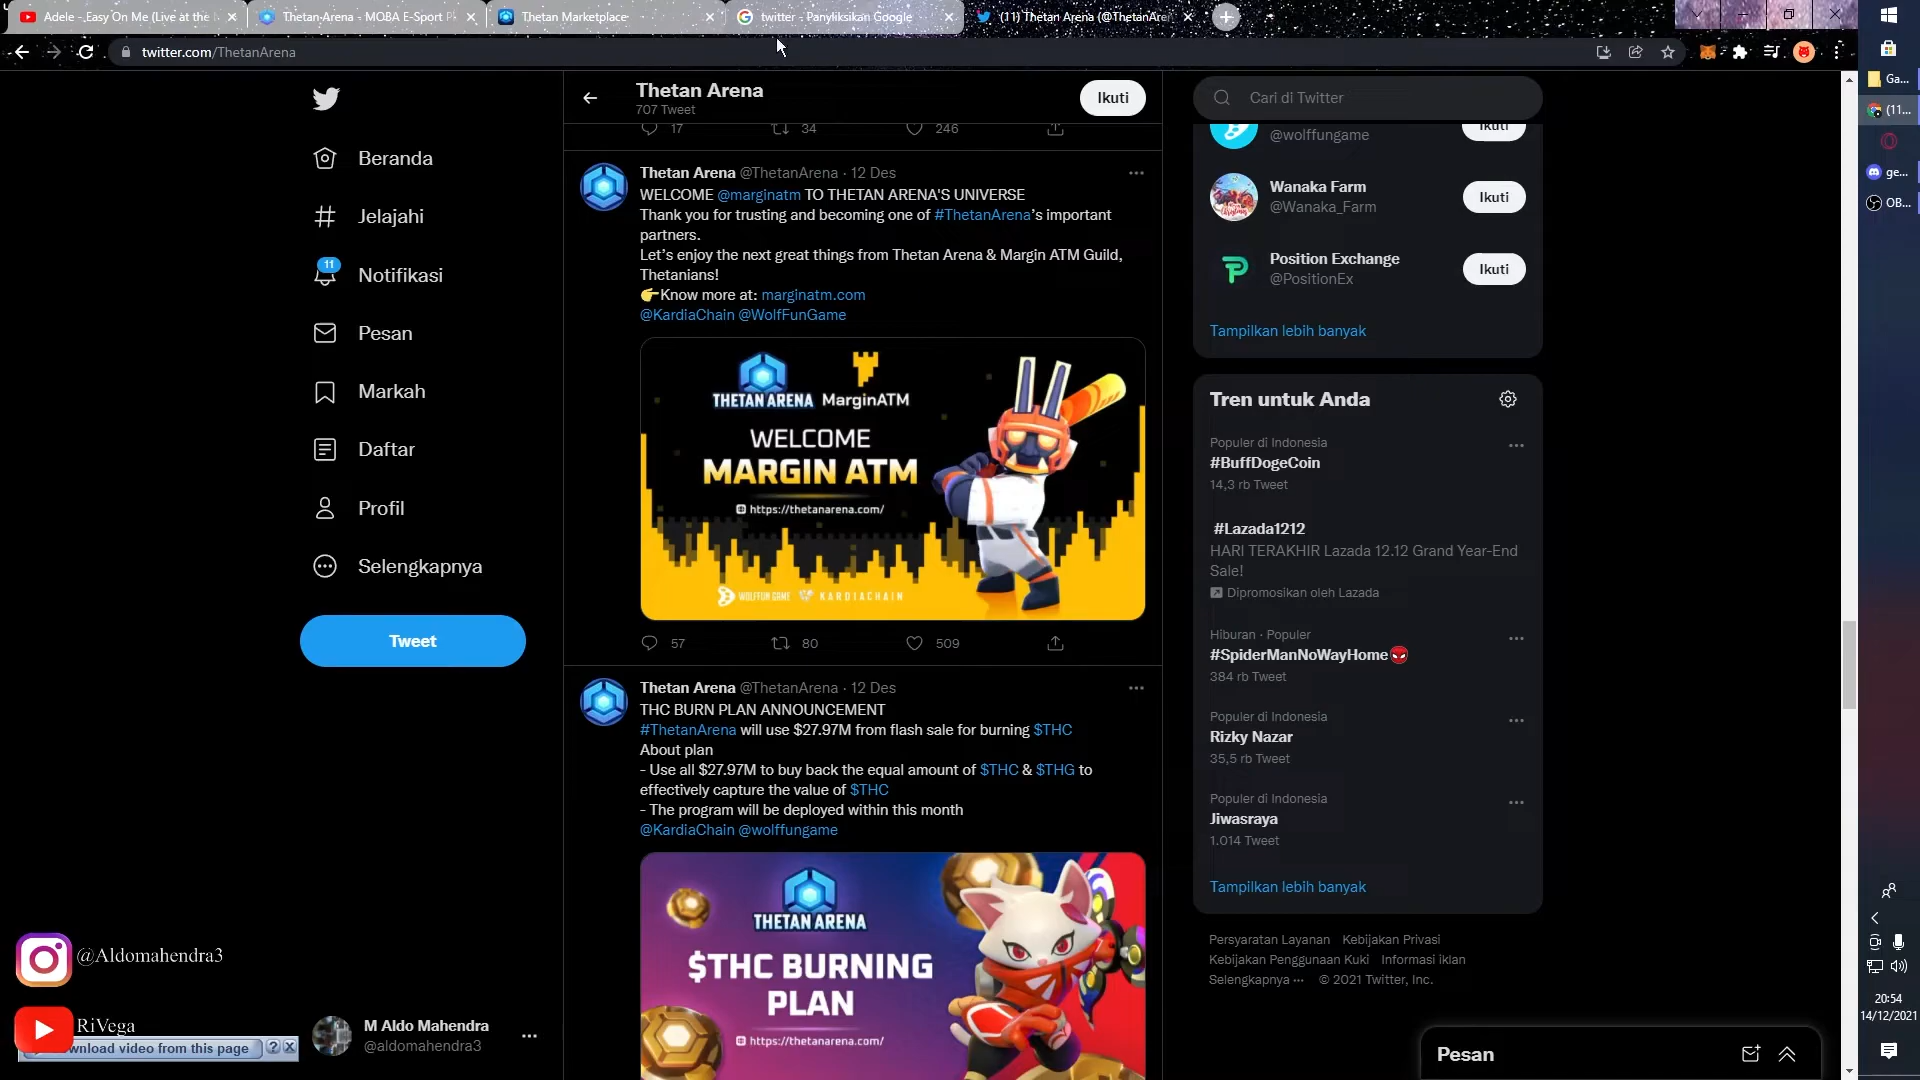 Adele - Easy On Me (Live at the
Thetan Arena - MOBA E-Sport P
Thetan Marketplace
twitter - Panyliksikan Google
(11) Thetan Arena (@ThetanAre
twitter.com/ThetanArena
Beranda
Jelajahi
11
Notifikasi
Pesan
Markah
Daftar
Profil
Selengkapnya
Tweet
@Aldomahendra3
RiVega
wnload video from this page
M Aldo Mahendra
@aldomahendra3
Thetan Arena
707 Tweet
Ikuti
17 34 246
Thetan Arena @ThetanArena · 12 Des
WELCOME @marginatm TO THETAN ARENA'S UNIVERSE
Thank you for trusting and becoming one of #ThetanArena's important
partners.
Let's enjoy the next great things from Thetan Arena & Margin ATM Guild,
Thetanians!
👉Know more at: marginatm.com
@KardiaChain @WolfFunGame
THETAN ARENA MarginATM
WELCOME
MARGIN ATM
https://thetanarena.com/
WOLFFUN GAME KARDIACHAIN
57 80 509
Thetan Arena @ThetanArena · 12 Des
THC BURN PLAN ANNOUNCEMENT
#ThetanArena will use $27.97M from flash sale for burning $THC
About plan
- Use all $27.97M to buy back the equal amount of $THC & $THG to
effectively capture the value of $THC
- The program will be deployed within this month
@KardiaChain @wolffungame
THETAN ARENA
$THC BURNING
PLAN
https://thetanarena.com/
Cari di Twitter
@wolffungame
Ikuti
Wanaka Farm
@Wanaka_Farm
Ikuti
Position Exchange
@PositionEx
Ikuti
Tampilkan lebih banyak
Tren untuk Anda
Populer di Indonesia
#BuffDogeCoin
14,3 rb Tweet
#Lazada1212
HARI TERAKHIR Lazada 12.12 Grand Year-End
Sale!
Dipromosikan oleh Lazada
Hiburan · Populer
#SpiderManNoWayHome
384 rb Tweet
Populer di Indonesia
Rizky Nazar
35,5 rb Tweet
Populer di Indonesia
Jiwasraya
1.014 Tweet
Tampilkan lebih banyak
Persyaratan Layanan Kebijakan Privasi
Kebijakan Penggunaan Kuki Informasi iklan
Selengkapnya ··· © 2021 Twitter, Inc.
Pesan
Ga...
(11...
ge...
OB...
20:54
14/12/2021